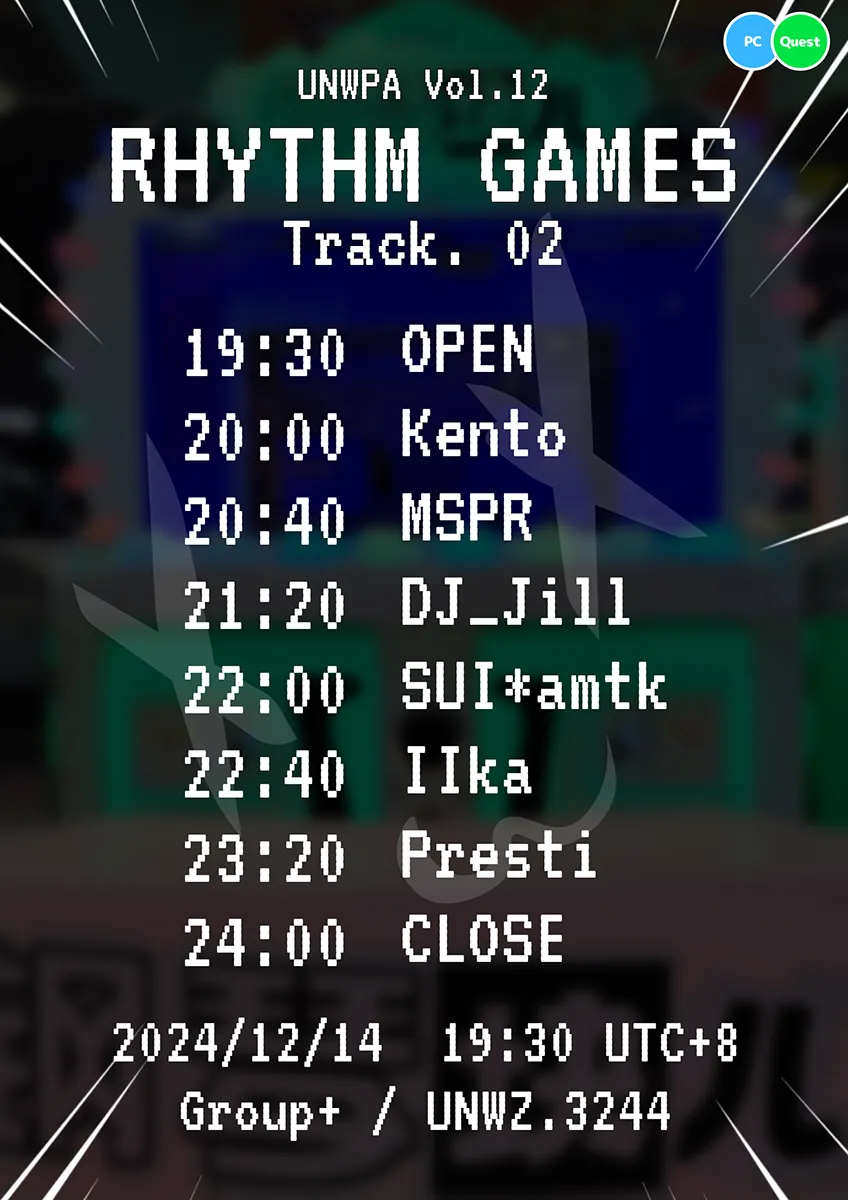 PC Quest
UNWPA Vol.12
RHYTHM GAMES
Track. 02
19:30 OPEN
20:00 Kento
20:40 MSPR
21:20 DJ_Jill
22:00 SUI*amtk
22:40 IIka
23:20 Presti
24:00 CLOSE
2024/12/14 19:30 UTC+8
Group+ / UNWZ.3244